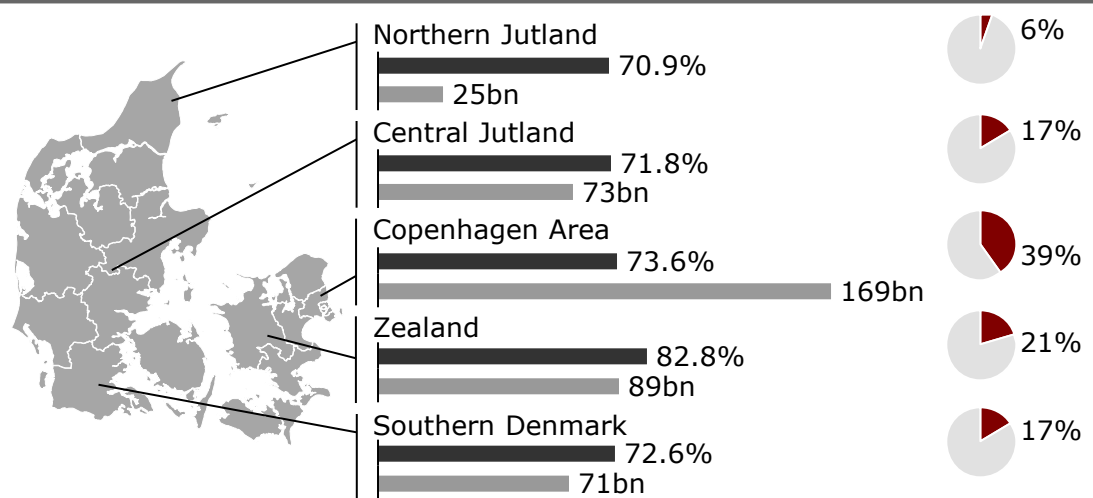 Northern Jutland
70.9%
25bn
6%
Central Jutland
71.8%
73bn
17%
Copenhagen Area
73.6%
169bn
39%
Zealand
82.8%
89bn
21%
Southern Denmark
72.6%
71bn
17%